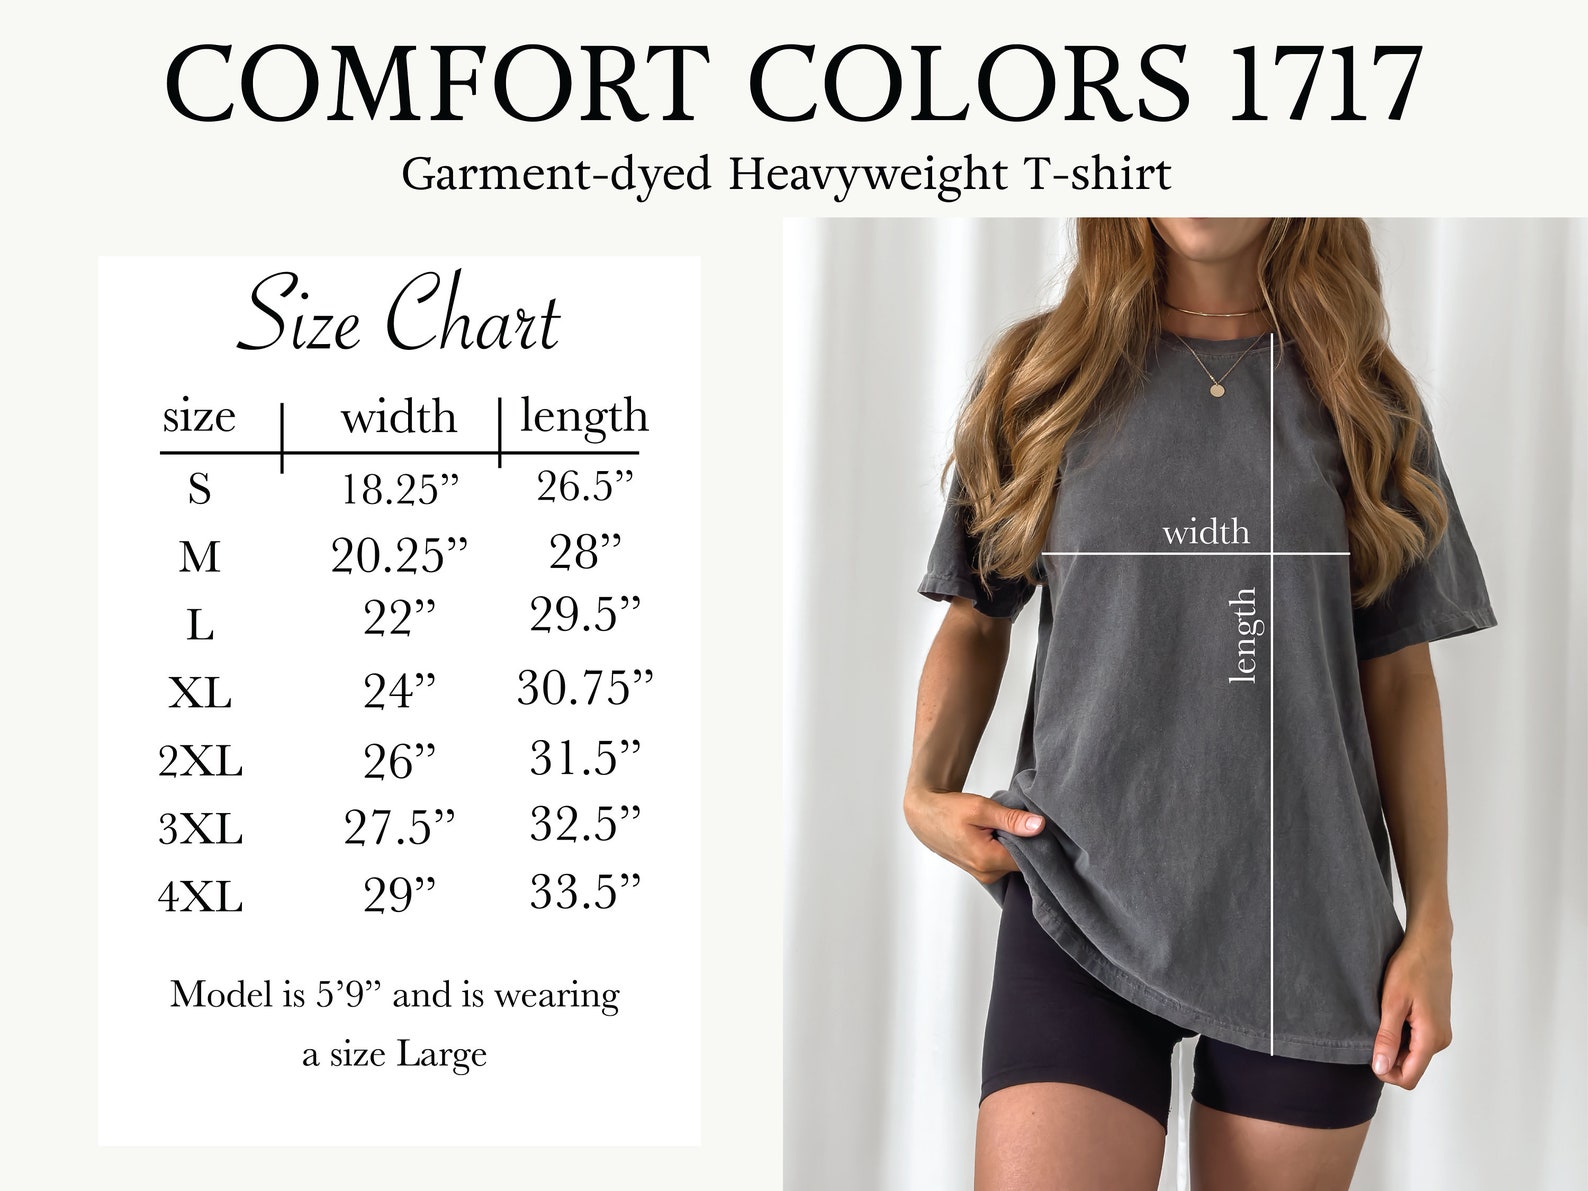 COMFORT COLORS 1717
Garment-dyed Heavyweight T-shirt
Size Chart
size width length
S 18.25” 26.5”
M 20.25” 28”
L 22” 29.5”
XL 24” 30.75”
2XL 26” 31.5”
3XL 27.5” 32.5”
4XL 29” 33.5”
Model is 5’9” and is wearing
a size Large
width
length